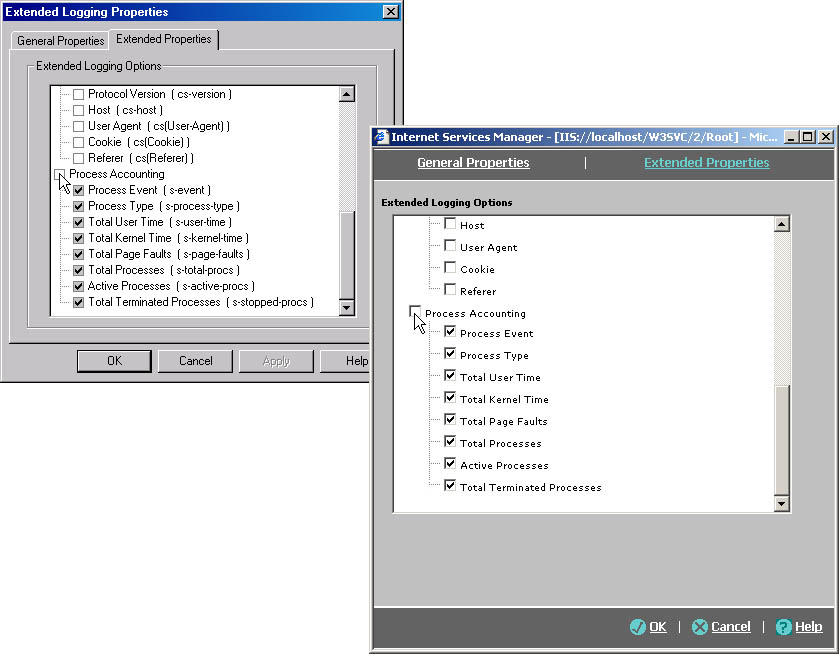 Extended Logging Properties
General Properties
Extended Properties
Extended Logging Options
Protocol Version ( cs-version )
Host ( cs-host )
User Agent ( cs(User-Agent) )
Cookie ( cs(Cookie) )
Referer ( cs(Referer) )
Process Accounting
Process Event ( s-event )
Process Type ( s-process-type )
Total User Time ( s-user-time )
Total Kernel Time ( s-kernel-time )
Total Page Faults ( s-page-faults )
Total Processes ( s-total-procs )
Active Processes ( s-active-procs )
Total Terminated Processes ( s-stopped-procs )
OK
Cancel
Apply
Help
Internet Services Manager - [IIS://localhost/W3SVC/2/Root] - Mic...
General Properties | Extended Properties
Extended Logging Options
Host
User Agent
Cookie
Referer
Process Accounting
Process Event
Process Type
Total User Time
Total Kernel Time
Total Page Faults
Total Processes
Active Processes
Total Terminated Processes
OK | Cancel | ? Help